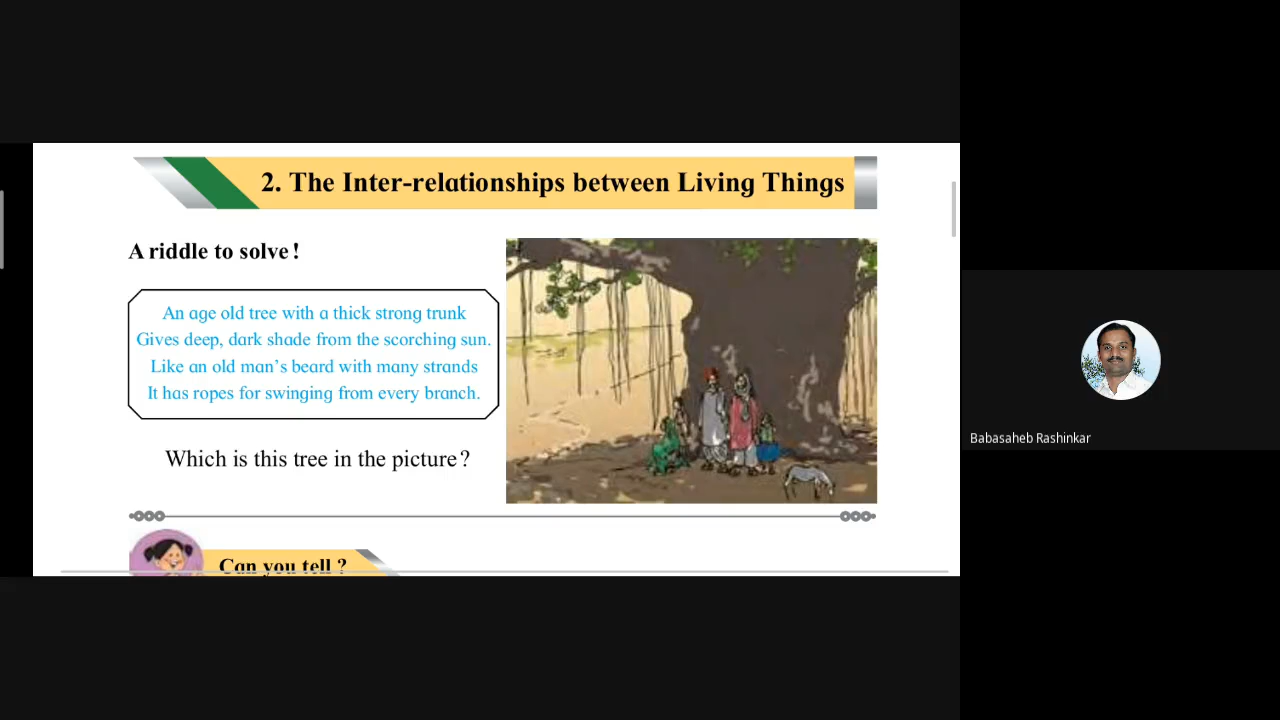 2. The Inter-relationships between Living Things
A riddle to solve!
An age old tree with a thick strong trunk
Gives deep, dark shade from the scorching sun.
Like an old man's beard with many strands
It has ropes for swinging from every branch.
Which is this tree in the picture?
Can you tell ?
Babasaheb Rashinkar